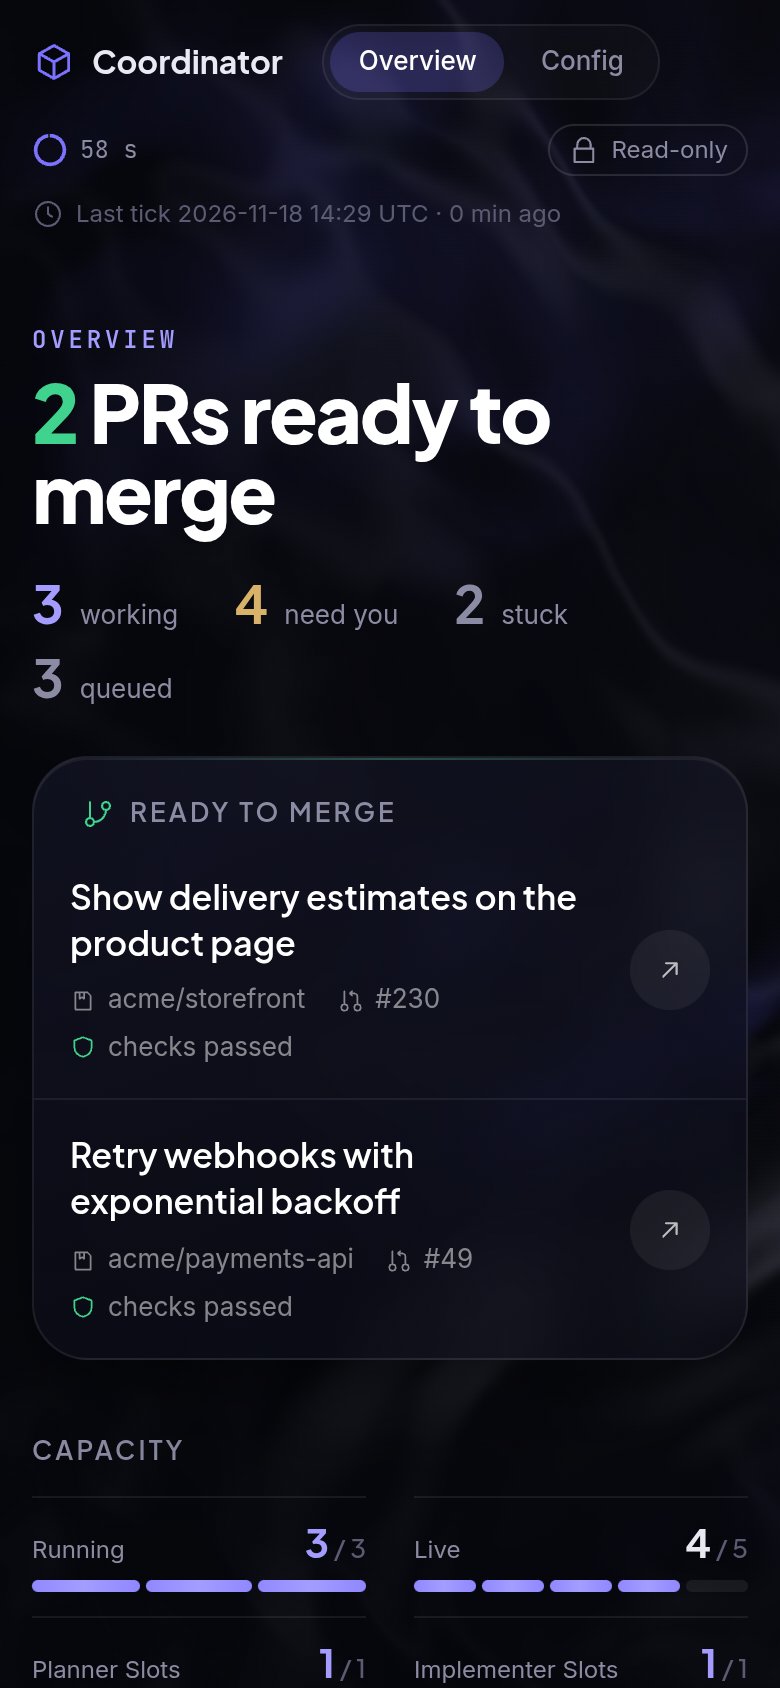 Coordinator
Overview
Config
58 s
Read-only
Last tick 2026-11-18 14:29 UTC · 0 min ago
OVERVIEW
2 PRs ready to
merge
3 working
4 need you
2 stuck
3 queued
READY TO MERGE
Show delivery estimates on the
product page
acme/storefront
#230
checks passed
Retry webhooks with
exponential backoff
acme/payments-api
#49
checks passed
CAPACITY
Running 3 / 3
Live 4 / 5
Planner Slots 1 / 1
Implementer Slots 1 / 1